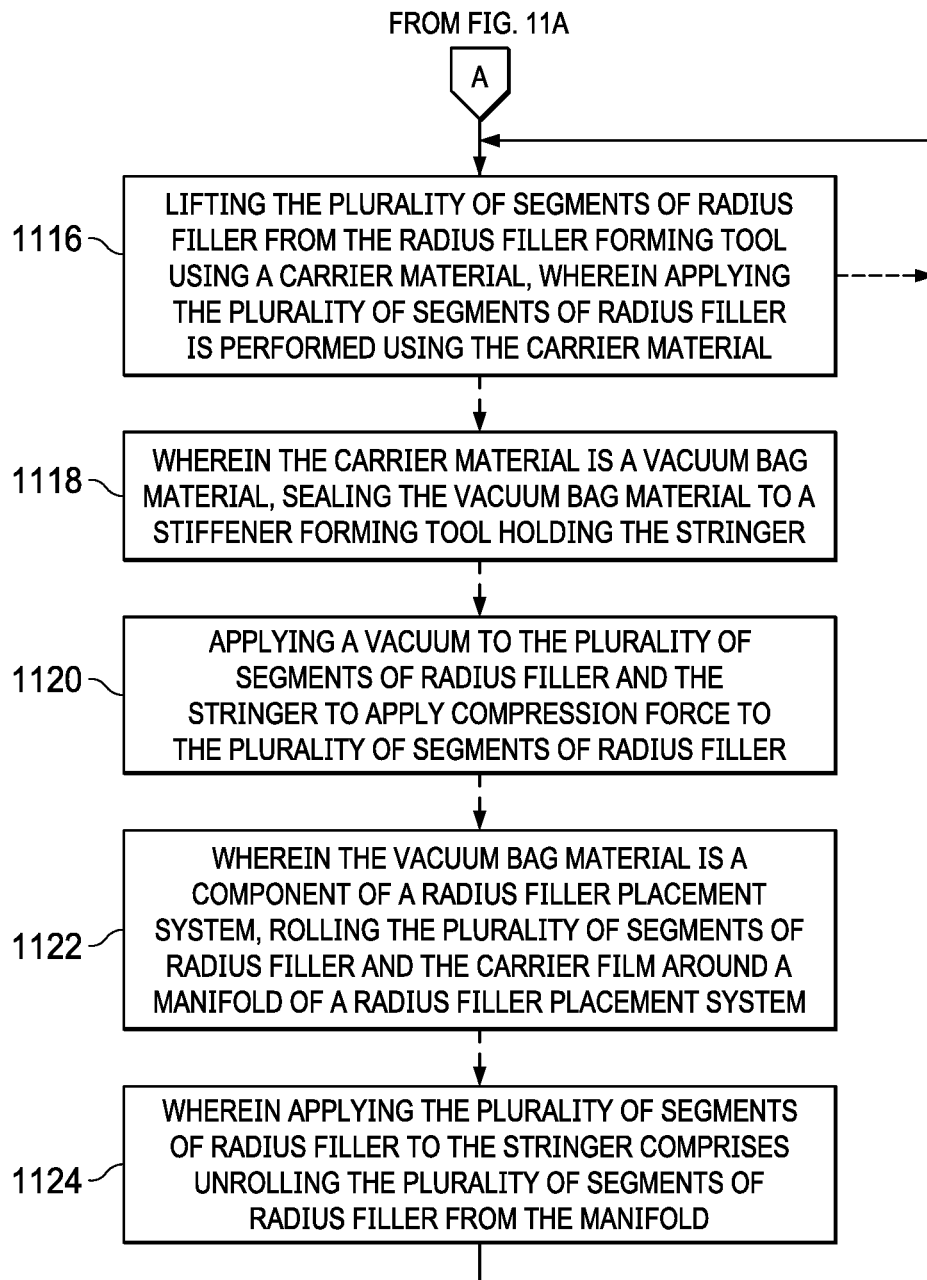 FROM FIG. 11A
A
1116
LIFTING THE PLURALITY OF SEGMENTS OF RADIUS
FILLER FROM THE RADIUS FILLER FORMING TOOL
USING A CARRIER MATERIAL, WHEREIN APPLYING
THE PLURALITY OF SEGMENTS OF RADIUS FILLER
IS PERFORMED USING THE CARRIER MATERIAL
1118
WHEREIN THE CARRIER MATERIAL IS A VACUUM BAG
MATERIAL, SEALING THE VACUUM BAG MATERIAL TO A
STIFFENER FORMING TOOL HOLDING THE STRINGER
1120
APPLYING A VACUUM TO THE PLURALITY OF
SEGMENTS OF RADIUS FILLER AND THE
STRINGER TO APPLY COMPRESSION FORCE TO
THE PLURALITY OF SEGMENTS OF RADIUS FILLER
1122
WHEREIN THE VACUUM BAG MATERIAL IS A
COMPONENT OF A RADIUS FILLER PLACEMENT
SYSTEM, ROLLING THE PLURALITY OF SEGMENTS OF
RADIUS FILLER AND THE CARRIER FILM AROUND A
MANIFOLD OF A RADIUS FILLER PLACEMENT SYSTEM
1124
WHEREIN APPLYING THE PLURALITY OF SEGMENTS
OF RADIUS FILLER TO THE STRINGER COMPRISES
UNROLLING THE PLURALITY OF SEGMENTS OF
RADIUS FILLER FROM THE MANIFOLD